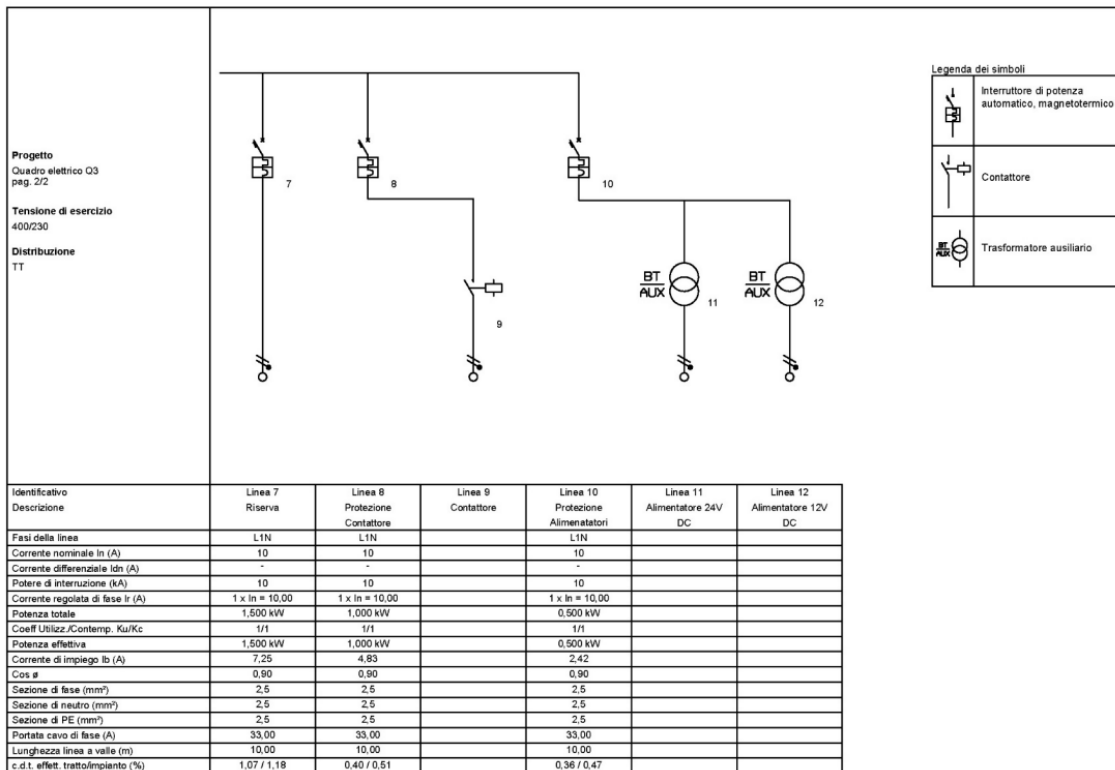 Progetto
Quadro elettrico Q3
pag. 2/2
Tensione di esercizio
400/230
Distribuzione
TT
7
8
9
10
BT
AUX
11
BT
AUX
12
Legenda dei simboli
Interruttore di potenza
automatico, magnetotermico
Contattore
BT
AUX
Trasformatore ausiliario
Identificativo Linea 7 Linea 8 Linea 9 Linea 10 Linea 11 Linea 12
Descrizione Riserva Protezione Contattore Protezione Alimentatore 24V Alimentatore 12V
Contattore Alimenatatori DC DC
Fasi della linea L1N L1N L1N
Corrente nominale In (A) 10 10 10
Corrente differenziale Idn (A) - - -
Potere di interruzione (kA) 10 10 10
Corrente regolata di fase Ir (A) 1 x In = 10,00 1 x In = 10,00 1 x In = 10,00
Potenza totale 1,500 kW 1,000 kW 0,500 kW
Coeff Utilizz./Contemp. Ku/Kc 1/1 1/1 1/1
Potenza effettiva 1,500 kW 1,000 kW 0,500 kW
Corrente di impiego Ib (A) 7,25 4,83 2,42
Cos ø 0,90 0,90 0,90
Sezione di fase (mm²) 2,5 2,5 2,5
Sezione di neutro (mm²) 2,5 2,5 2,5
Sezione di PE (mm²) 2,5 2,5 2,5
Portata cavo di fase (A) 33,00 33,00 33,00
Lunghezza linea a valle (m) 10,00 10,00 10,00
c.d.t. effett. tratto/impianto (%) 1,07 / 1,18 0,40 / 0,51 0,36 / 0,47